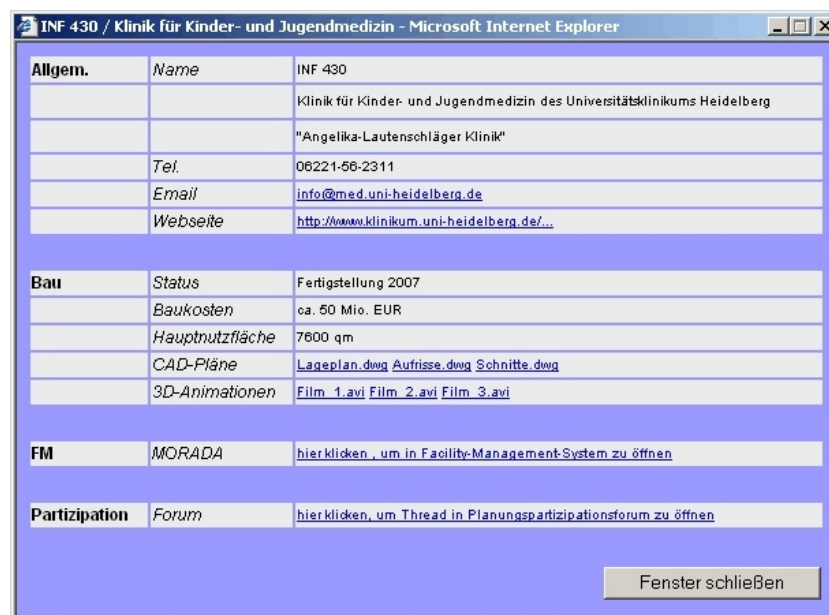 INF 430 / Klinik für Kinder- und Jugendmedizin - Microsoft Internet Explorer
Allgem. Name INF 430
Klinik für Kinder- und Jugendmedizin des Universitätsklinikums Heidelberg
"Angelika-Lautenschläger Klinik"
Tel. 06221-56-2311
Email info@med.uni-heidelberg.de
Webseite http://www.klinikum.uni-heidelberg.de/...
Bau Status Fertigstellung 2007
Baukosten ca. 50 Mio. EUR
Hauptnutzfläche 7600 qm
CAD-Pläne Lageplan.dwg Aufrisse.dwg Schnitte.dwg
3D-Animationen Film_1.avi Film_2.avi Film_3.avi
FM MORADA hier klicken , um in Facility-Management-System zu öffnen
Partizipation Forum hier klicken, um Thread in Planungspartizipationsforum zu öffnen
Fenster schließen